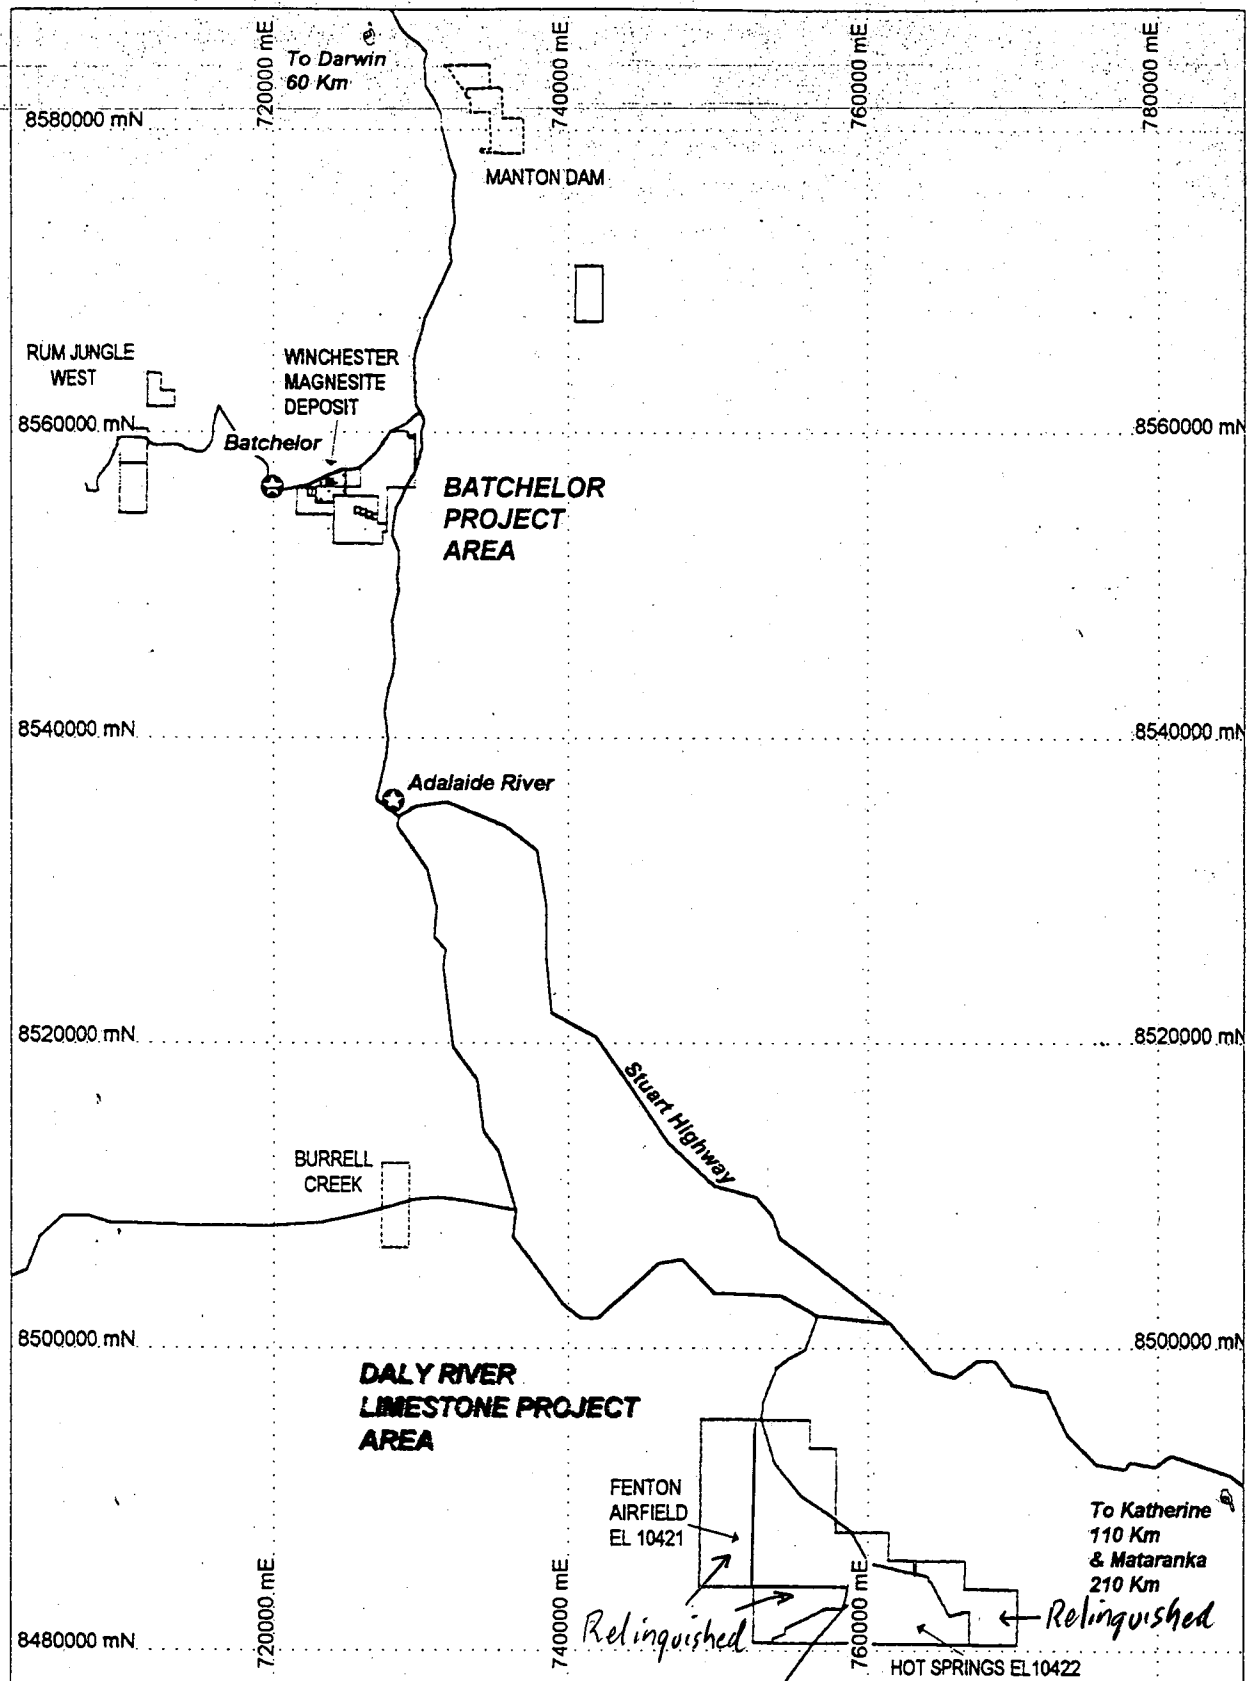 720000 mE
740000 mE
760000 mE
780000 mE
To Darwin
60 Km
8580000 mN
MANTON DAM
RUM JUNGLE
WEST
WINCHESTER
MAGNESITE
DEPOSIT
8560000 mN
8560000 mN
Batchelor
BATCHELOR
PROJECT
AREA
8540000 mN
8540000 mN
Adalaide River
8520000 mN
8520000 mN
Stuart Highway
BURRELL
CREEK
8500000 mN
8500000 mN
DALY RIVER
LIMESTONE PROJECT
AREA
FENTON
AIRFIELD
EL 10421
To Katherine
110 Km
& Mataranka
210 Km
Relinquished
Relinquished
8480000 mN
720000 mE
740000 mE
760000 mE
HOT SPRINGS EL10422